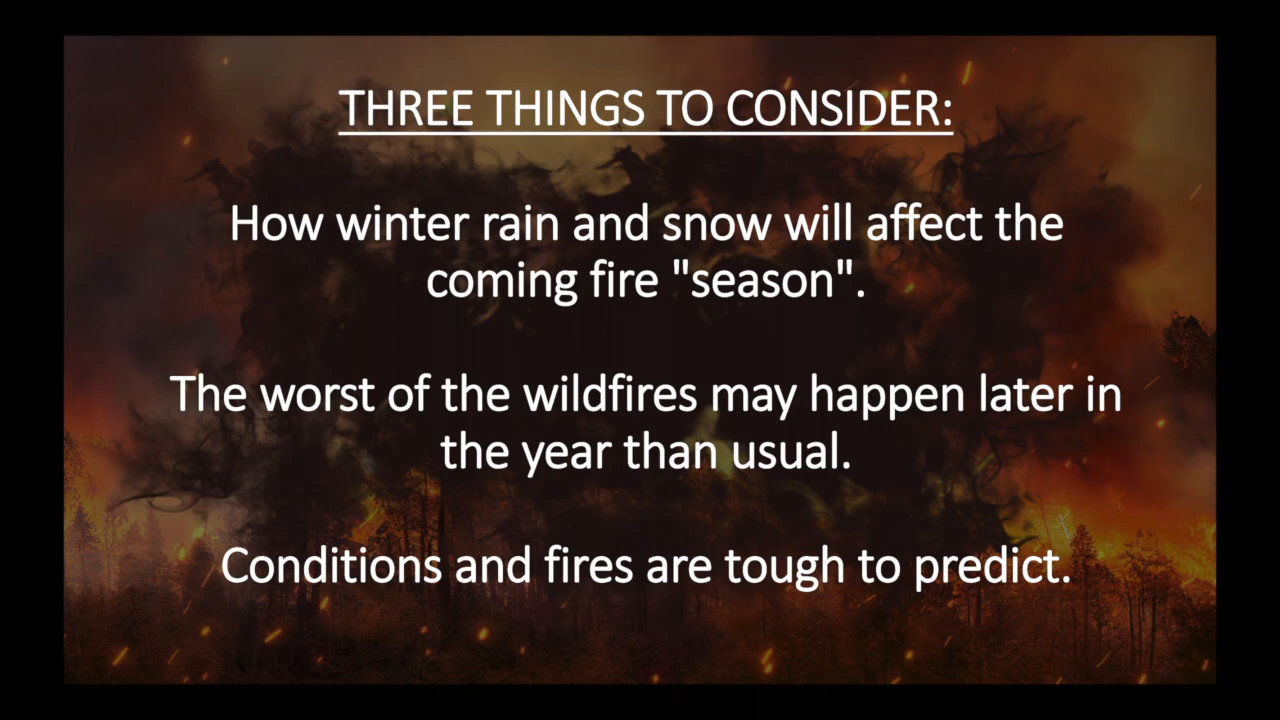 THREE THINGS TO CONSIDER:
How winter rain and snow will affect the
coming fire "season".
The worst of the wildfires may happen later in
the year than usual.
Conditions and fires are tough to predict.